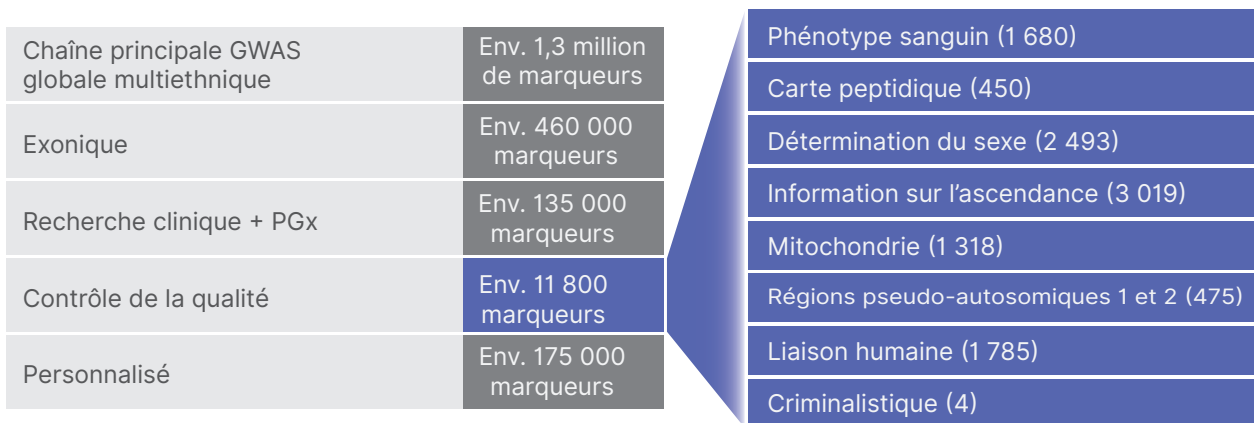 Chaîne principale GWAS
globale multiethnique
Env. 1,3 million
de marqueurs
Exonique
Env. 460 000
marqueurs
Recherche clinique + PGx
Env. 135 000
marqueurs
Contrôle de la qualité
Env. 11 800
marqueurs
Personnalisé
Env. 175 000
marqueurs
Phénotype sanguin (1 680)
Carte peptidique (450)
Détermination du sexe (2 493)
Information sur l’ascendance (3 019)
Mitochondrie (1 318)
Régions pseudo-autosomiques 1 et 2 (475)
Liaison humaine (1 785)
Criminalistique (4)